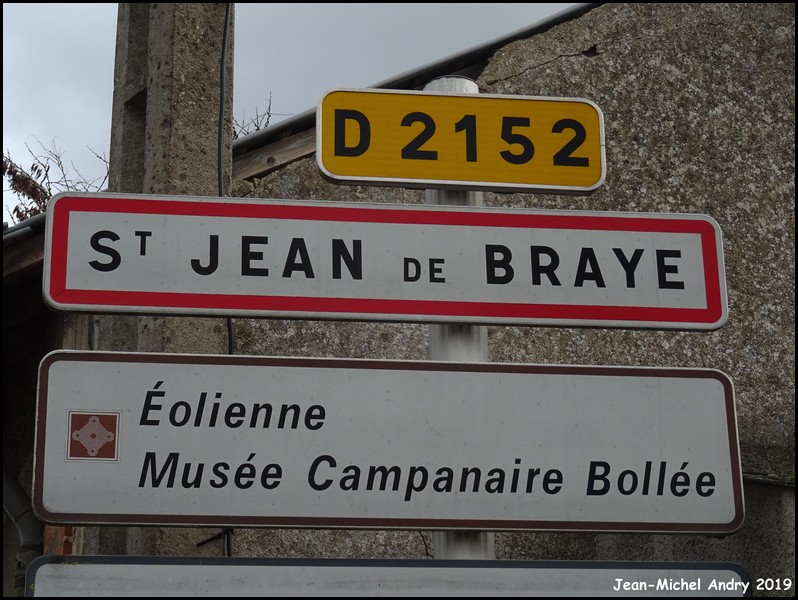 D 2152
ST JEAN DE BRAYE
Éolienne
Musée Campanaire Bollée
Jean-Michel Andry 2019